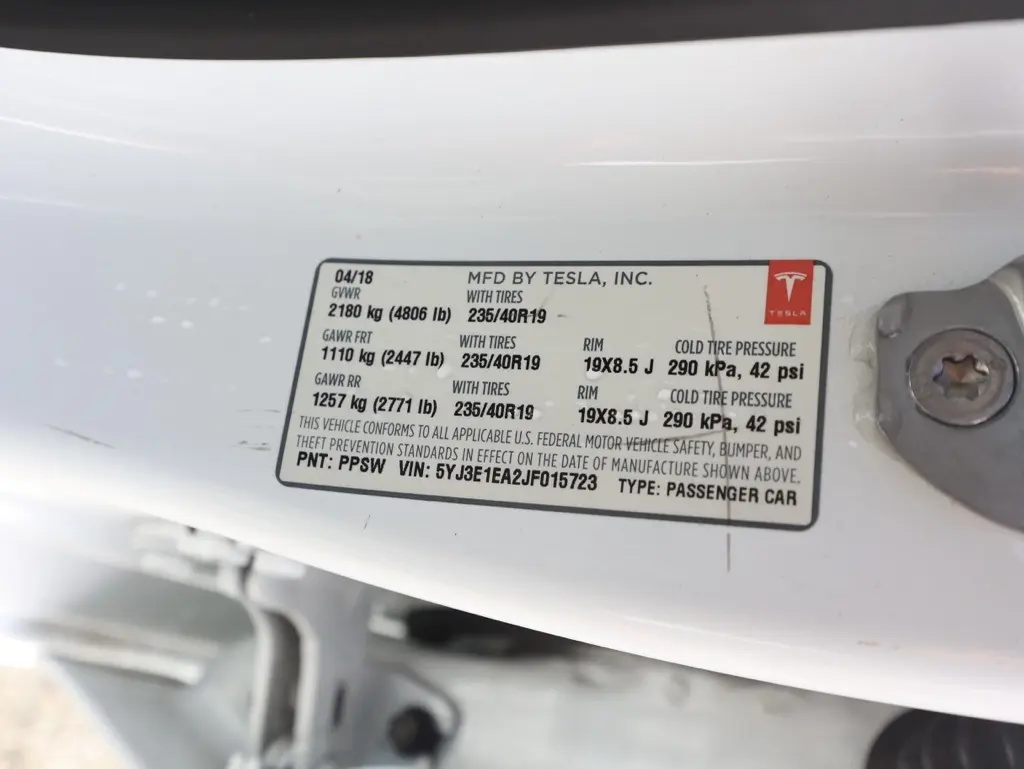 04/18 MFD BY TESLA, INC.
GVWR WITH TIRES
2180 kg (4806 lb) 235/40R19
TESLA
GAWR FRT WITH TIRES RIM COLD TIRE PRESSURE
1110 kg (2447 lb) 235/40R19 19X8.5 J 290 kPa, 42 psi
GAWR RR WITH TIRES RIM COLD TIRE PRESSURE
1257 kg (2771 lb) 235/40R19 19X8.5 J 290 kPa, 42 psi
THIS VEHICLE CONFORMS TO ALL APPLICABLE U.S. FEDERAL MOTOR VEHICLE SAFETY, BUMPER, AND
THEFT PREVENTION STANDARDS IN EFFECT ON THE DATE OF MANUFACTURE SHOWN ABOVE.
PNT: PPSW VIN: 5YJ3E1EA2JF015723 TYPE: PASSENGER CAR